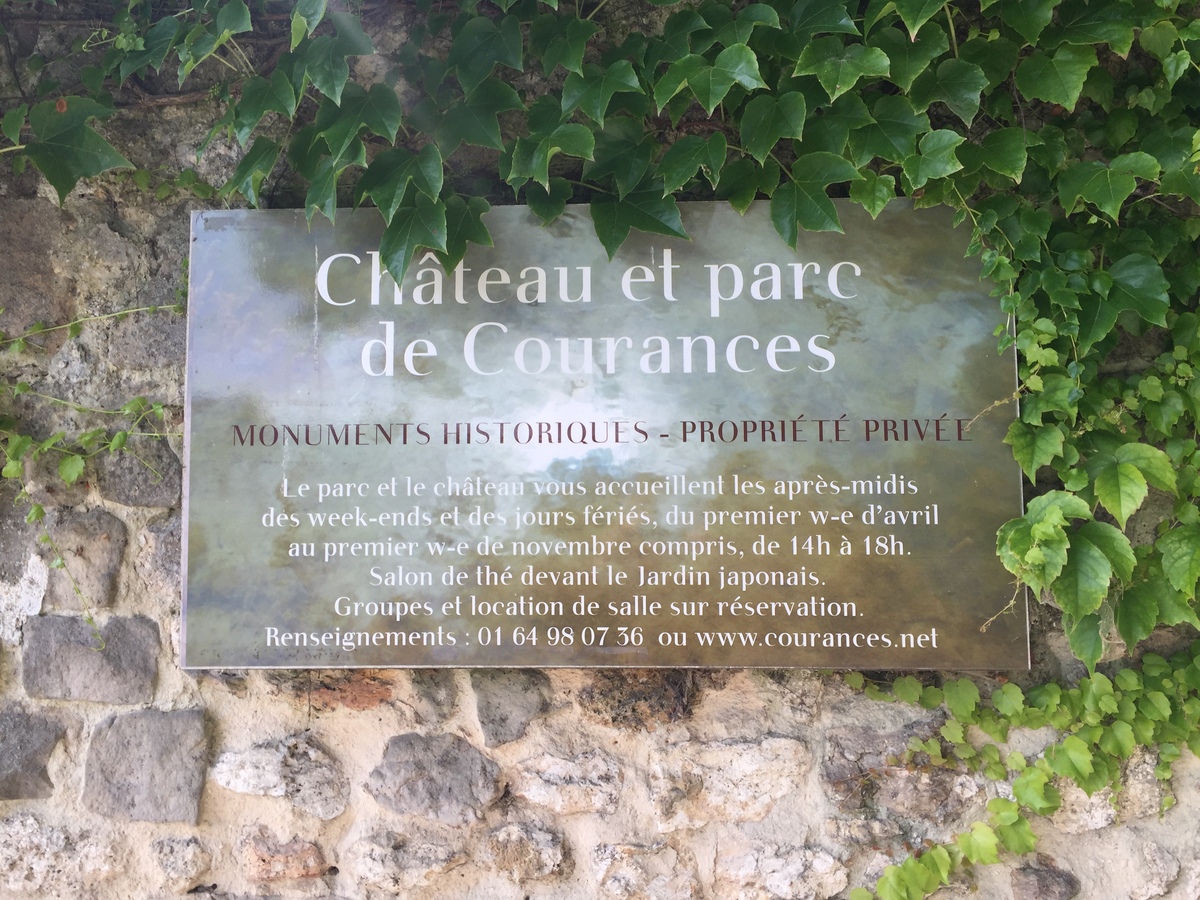 Château et parc
de Courances
MONUMENTS HISTORIQUES - PROPRIÉTÉ PRIVÉE
Le parc et le château vous accueillent les après-midis
des week-ends et des jours fériés, du premier w-e d'avril
au premier w-e de novembre compris, de 14h à 18h.
Salon de thé devant le Jardin japonais.
Groupes et location de salle sur réservation.
Renseignements : 01 64 98 07 36 ou www.courances.net